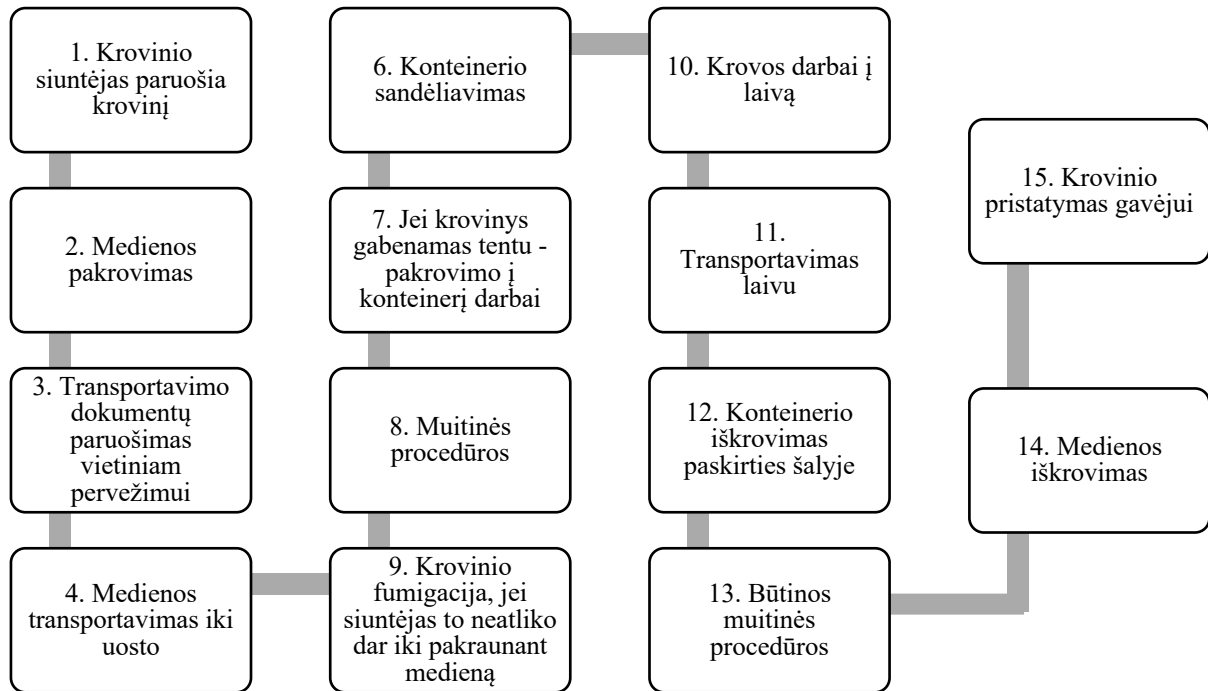 1. Krovinio
siuntėjas paruošia
krovinį
2. Medienos
pakrovimas
3. Transportavimo
dokumentų
paruošimas
vietiniam
pervežimui
4. Medienos
transportavimas iki
uosto
6. Konteinerio
sandėliavimas
7. Jei krovinys
gabenamas tentu -
pakrovimo į
konteinerį darbai
8. Muitinės
procedūros
9. Krovinio
fumigacija, jei
siuntėjas to neatliko
dar iki pakraunant
medieną
10. Krovos darbai į
laivą
11.
Transportavimas
laivu
12. Konteinerio
iškrovimas
paskirties šalyje
13. Būtinos
muitinės
procedūros
15. Krovinio
pristatymas gavėjui
14. Medienos
iškrovimas